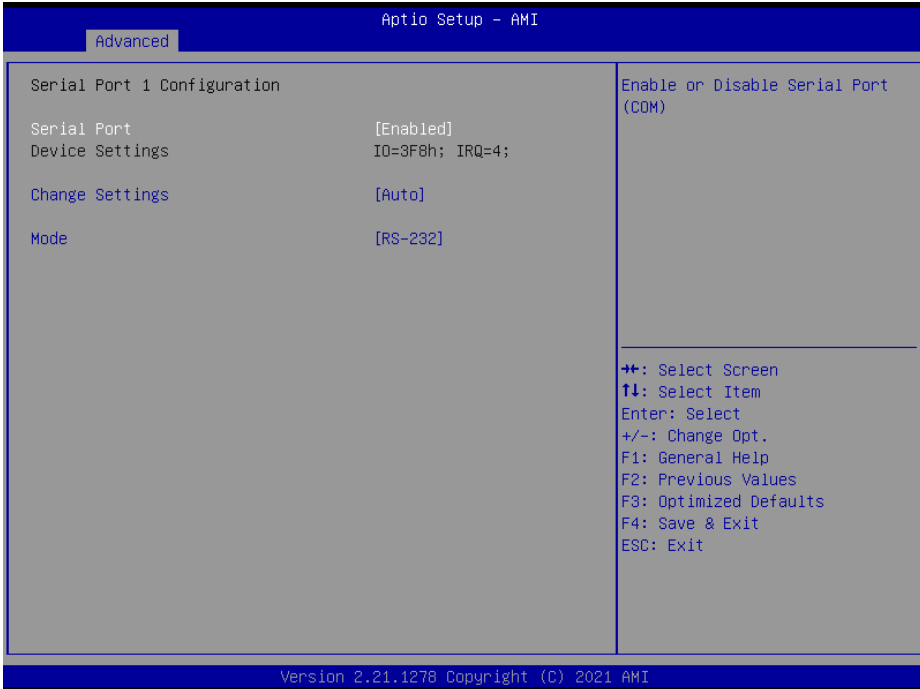 Aptio Setup - AMI
Advanced
Serial Port 1 Configuration
Serial Port [Enabled]
Device Settings IO=3F8h; IRQ=4;
Change Settings [Auto]
Mode [RS-232]
Enable or Disable Serial Port
(COM)
→←: Select Screen
↑↓: Select Item
Enter: Select
+/-: Change Opt.
F1: General Help
F2: Previous Values
F3: Optimized Defaults
F4: Save & Exit
ESC: Exit
Version 2.21.1278 Copyright (C) 2021 AMI